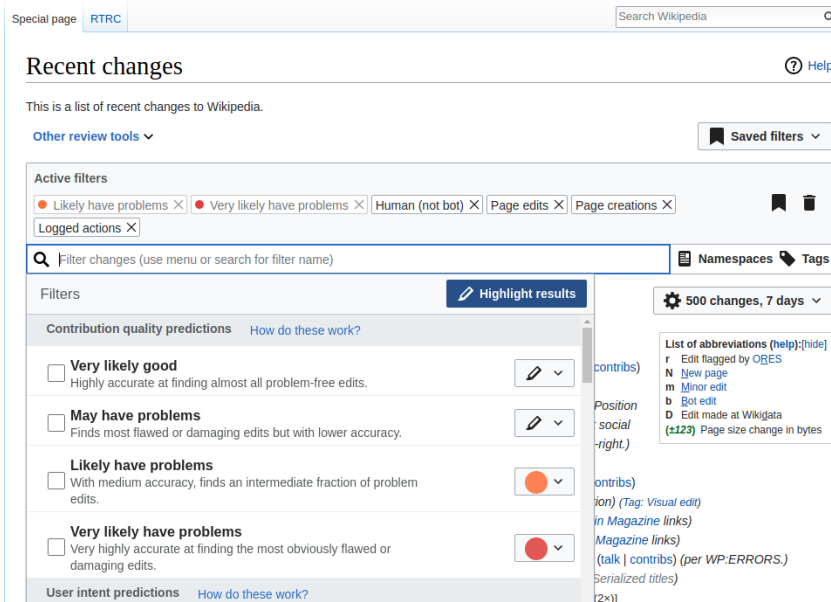 Special page RTRC
Search Wikipedia
Recent changes
Help
This is a list of recent changes to Wikipedia.
Other review tools
Saved filters
Active filters
Likely have problems Very likely have problems Human (not bot) Page edits Page creations
Logged actions
Filter changes (use menu or search for filter name)
Namespaces Tags
Filters
Highlight results
500 changes, 7 days
Contribution quality predictions How do these work?
Very likely good
Highly accurate at finding almost all problem-free edits.
May have problems
Finds most flawed or damaging edits but with lower accuracy.
Likely have problems
With medium accuracy, finds an intermediate fraction of problem
edits.
Very likely have problems
Very highly accurate at finding the most obviously flawed or
damaging edits.
User intent predictions How do these work?
List of abbreviations (help):[hide]
r Edit flagged by ORES
N New page
m Minor edit
b Bot edit
D Edit made at Wikidata
(±123) Page size change in bytes
contribs)
Position
social
-right.)
ontribs)
ion) (Tag: Visual edit)
in Magazine links)
Magazine links)
(talk | contribs) (per WP:ERRORS.)
Serialized titles)
(2×)]